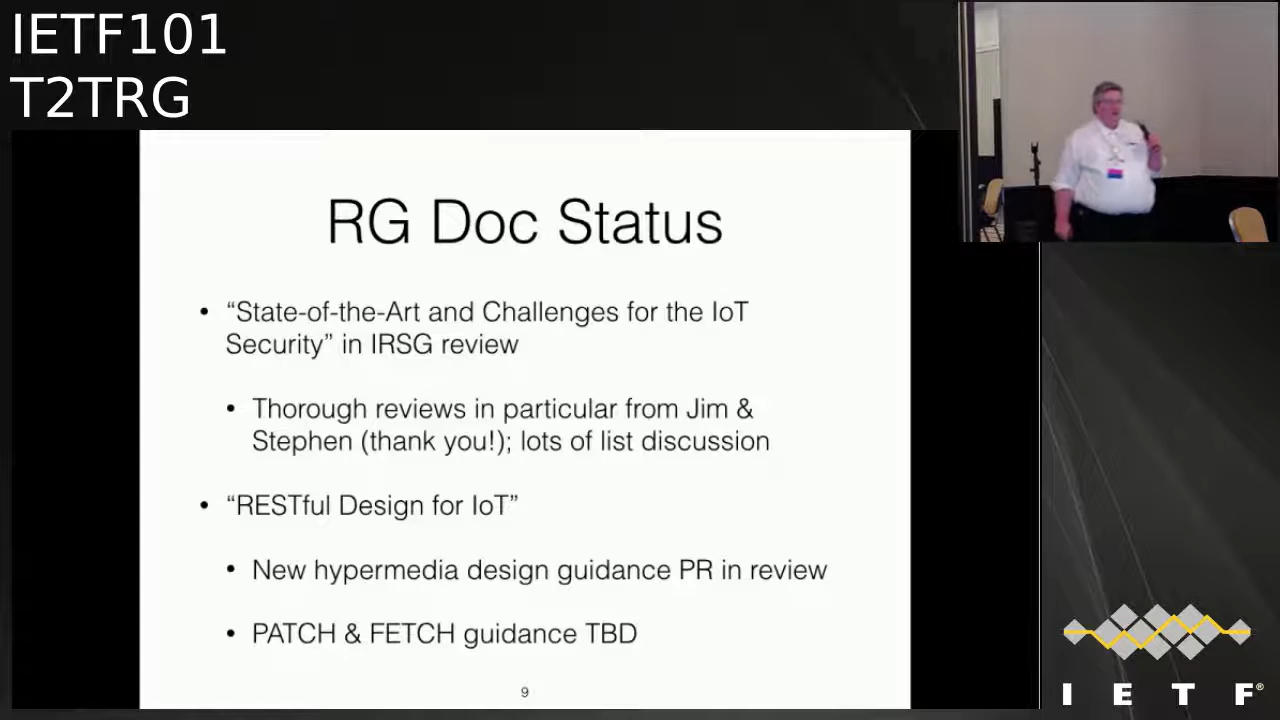 IETF101
T2TRG
RG Doc Status
• “State-of-the-Art and Challenges for the IoT
Security” in IRSG review
• Thorough reviews in particular from Jim &
Stephen (thank you!); lots of list discussion
• “RESTful Design for IoT”
• New hypermedia design guidance PR in review
• PATCH & FETCH guidance TBD
9
I E T F®